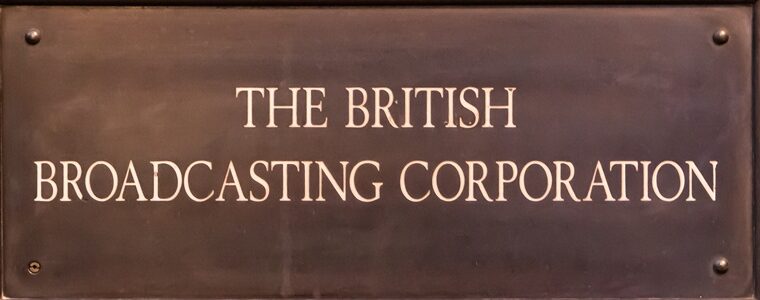 THE BRITISH
BROADCASTING CORPORATION